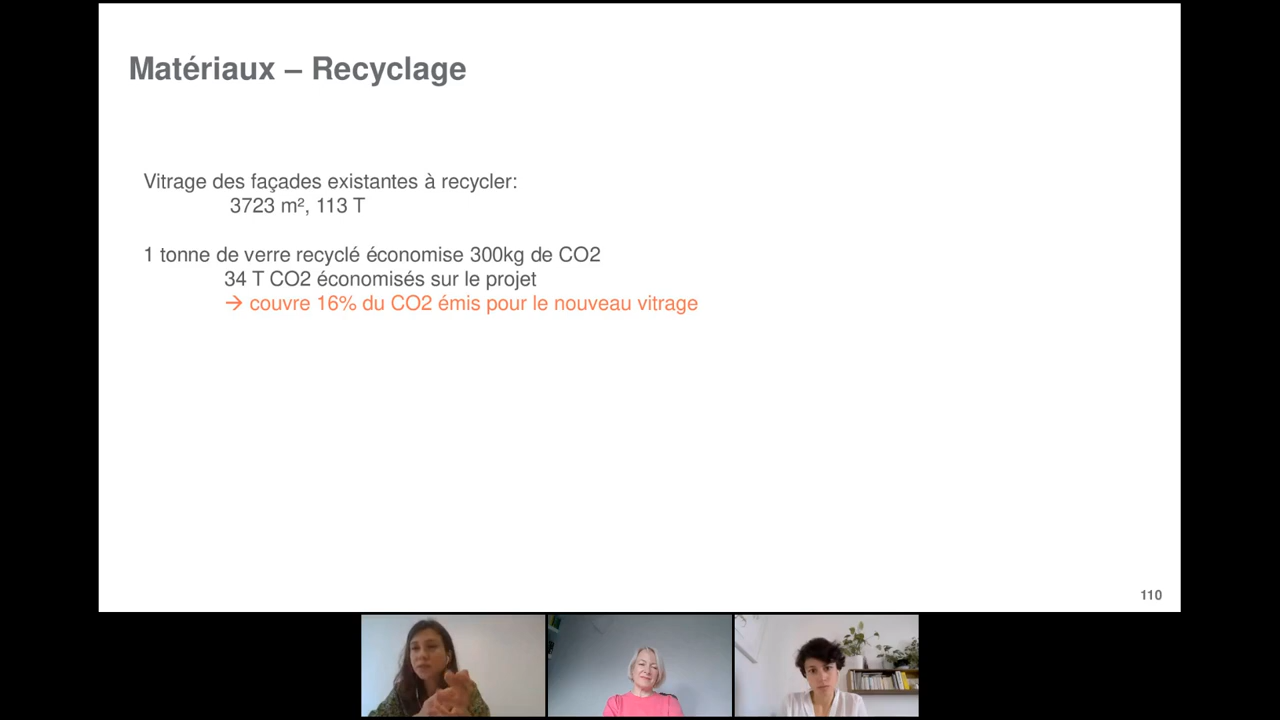 Matériaux – Recyclage
Vitrage des façades existantes à recycler:
3723 m², 113 T
1 tonne de verre recyclé économise 300kg de CO2
34 T CO2 économisés sur le projet
→ couvre 16% du CO2 émis pour le nouveau vitrage
110